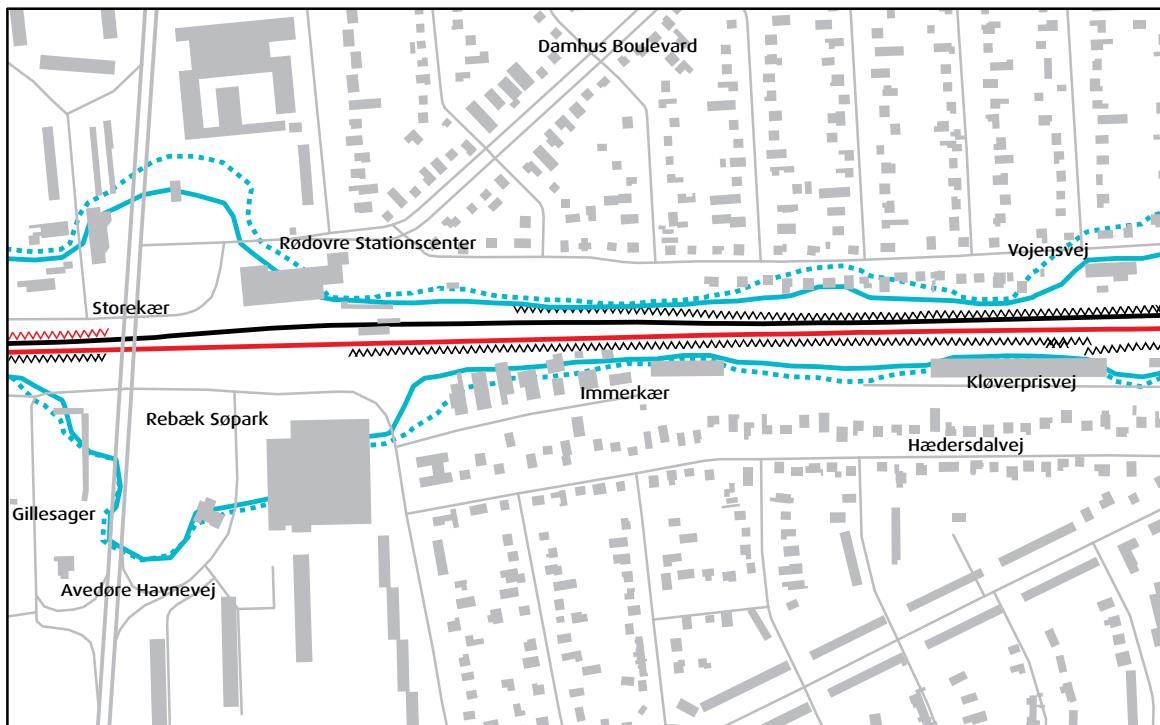 Damhus Boulevard
Rødovre Stationscenter
Vojensvej
Storekær
Kløverprisvej
Immerkær
Rebæk Søpark
Hædersdalvej
Gillesager
Avedøre Havnevej